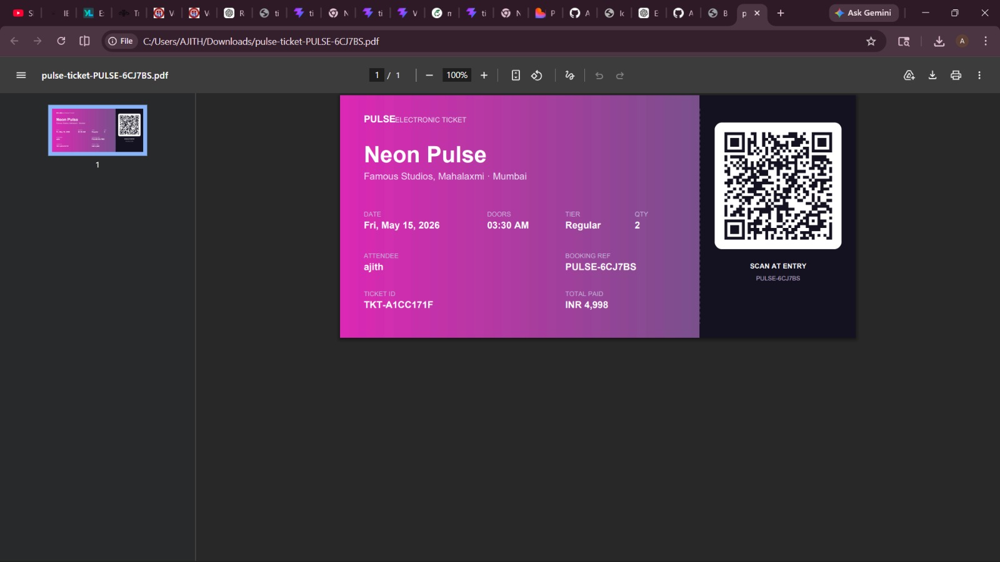 S IE E Tr V V R ti ti N ti V n ti N P A Ic E A B p Ask Gemini
File C:/Users/AJITH/Downloads/pulse-ticket-PULSE-6CJ7BS.pdf A
pulse-ticket-PULSE-6CJ7BS.pdf 1 / 1 100%
PULSEELECTRONIC TICKET
Neon Pulse
Famous Studios, Mahalaxmi · Mumbai
DATE DOORS TIER QTY
Fri, May 15, 2026 03:30 AM Regular 2
ATTENDEE BOOKING REF
ajith PULSE-6CJ7BS
TICKET ID TOTAL PAID
TKT-A1CC171F INR 4,998
SCAN AT ENTRY
PULSE-6CJ7BS
1